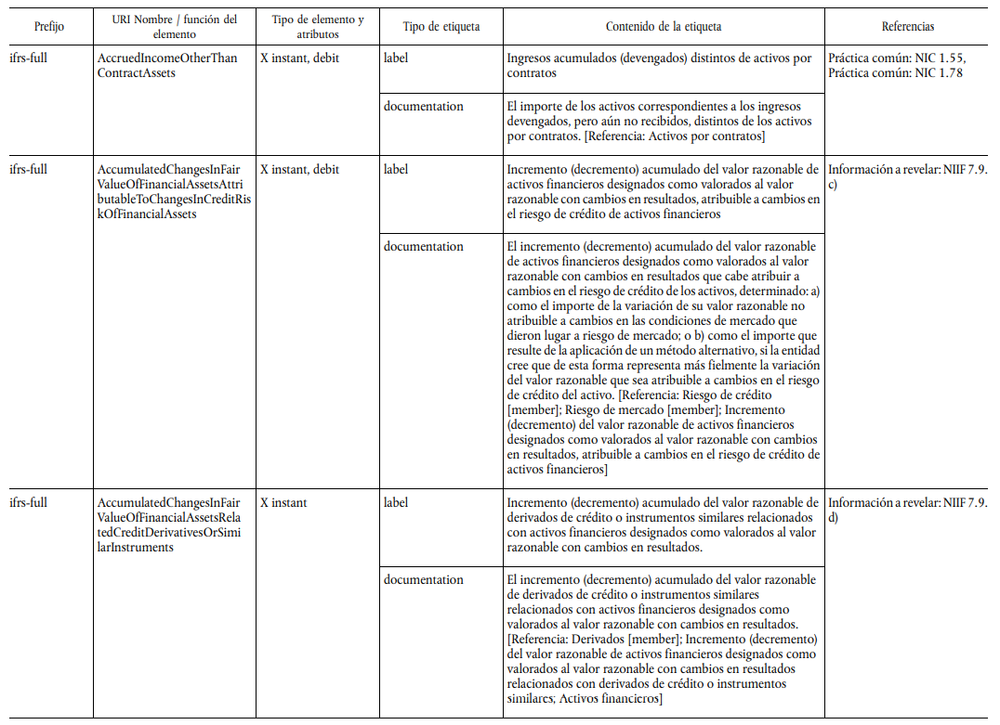 Prefijo
URI Nombre / función del
elemento
Tipo de elemento y
atributos
Tipo de etiqueta
Contenido de la etiqueta
Referencias
ifrs-full
AccruedIncomeOtherThan
ContractAssets
X instant, debit
label
Ingresos acumulados (devengados) distintos de activos por
contratos
Práctica común: NIC 1.55,
Práctica común: NIC 1.78
documentation
El importe de los activos correspondientes a los ingresos
devengados, pero aún no recibidos, distintos de los activos
por contratos. [Referencia: Activos por contratos]
ifrs-full
AccumulatedChangesInFair
ValueOfFinancialAssetsAttri
butableToChangesInCreditRis
kOfFinancialAssets
X instant, debit
label
Incremento (decremento) acumulado del valor razonable de
activos financieros designados como valorados al valor
razonable con cambios en resultados, atribuible a cambios en
el riesgo de crédito de activos financieros
Información a revelar: NIIF 7.9.
c)
documentation
El incremento (decremento) acumulado del valor razonable
de activos financieros designados como valorados al valor
razonable con cambios en resultados que cabe atribuir a
cambios en el riesgo de crédito de los activos, determinado: a)
como el importe de la variación de su valor razonable no
atribuible a cambios en las condiciones de mercado que
dieron lugar a riesgo de mercado; o b) como el importe que
resulte de la aplicación de un método alternativo, si la entidad
cree que de esta forma representa más fielmente la variación
del valor razonable que sea atribuible a cambios en el riesgo
de crédito del activo. [Referencia: Riesgo de crédito
[member]; Riesgo de mercado [member]; Incremento
(decremento) del valor razonable de activos financieros
designados como valorados al valor razonable con cambios
en resultados, atribuible a cambios en el riesgo de crédito de
activos financieros]
ifrs-full
AccumulatedChangesInFair
ValueOfFinancialAssetsRela
tedCreditDerivativesOrSimi
larInstruments
X instant
label
Incremento (decremento) acumulado del valor razonable de
derivados de crédito o instrumentos similares relacionados
con activos financieros designados como valorados al valor
razonable con cambios en resultados.
Información a revelar: NIIF 7.9.
d)
documentation
El incremento (decremento) acumulado del valor razonable
de derivados de crédito o instrumentos similares
relacionados con activos financieros designados como
valorados al valor razonable con cambios en resultados.
[Referencia: Derivados [member]; Incremento (decremento)
del valor razonable de activos financieros designados como
valorados al valor razonable con cambios en resultados
relacionados con derivados de crédito o instrumentos
similares; Activos financieros]